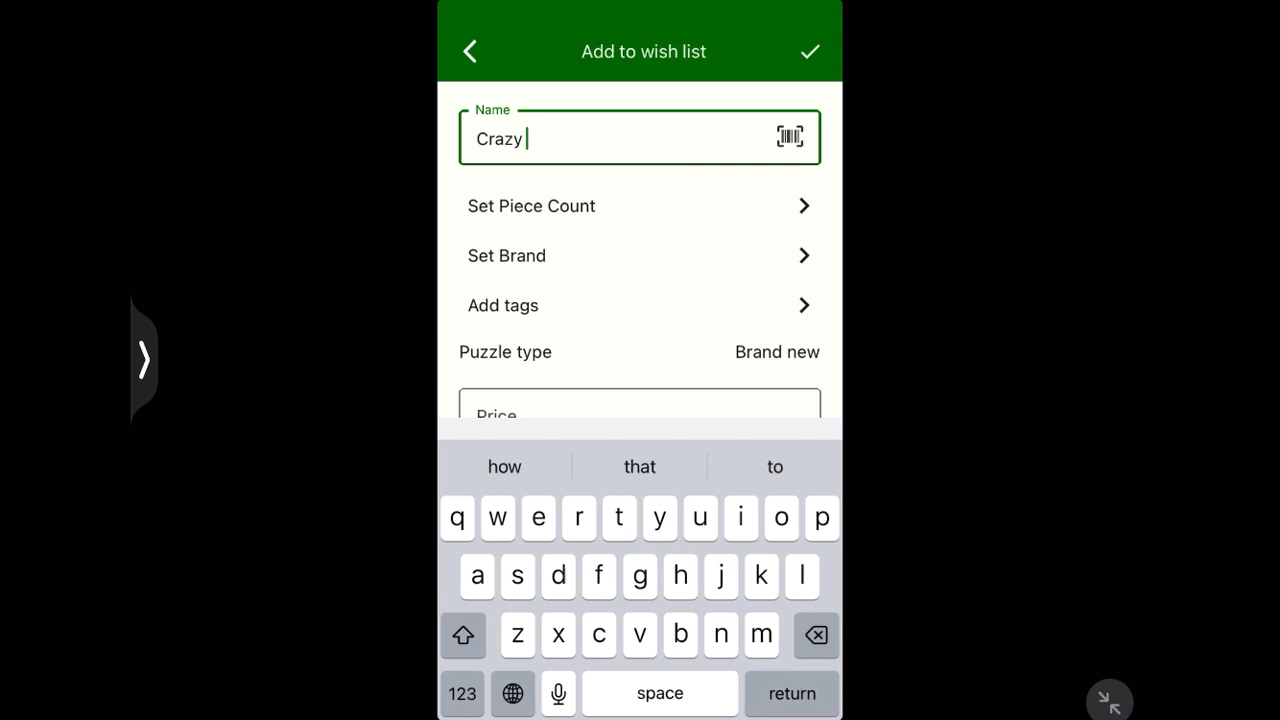 Add to wish list
Name
Crazy
Set Piece Count
Set Brand
Add tags
Puzzle type Brand new
Price
how that to
q w e r t y u i o p
a s d f g h j k l
z x c v b n m
123 space return